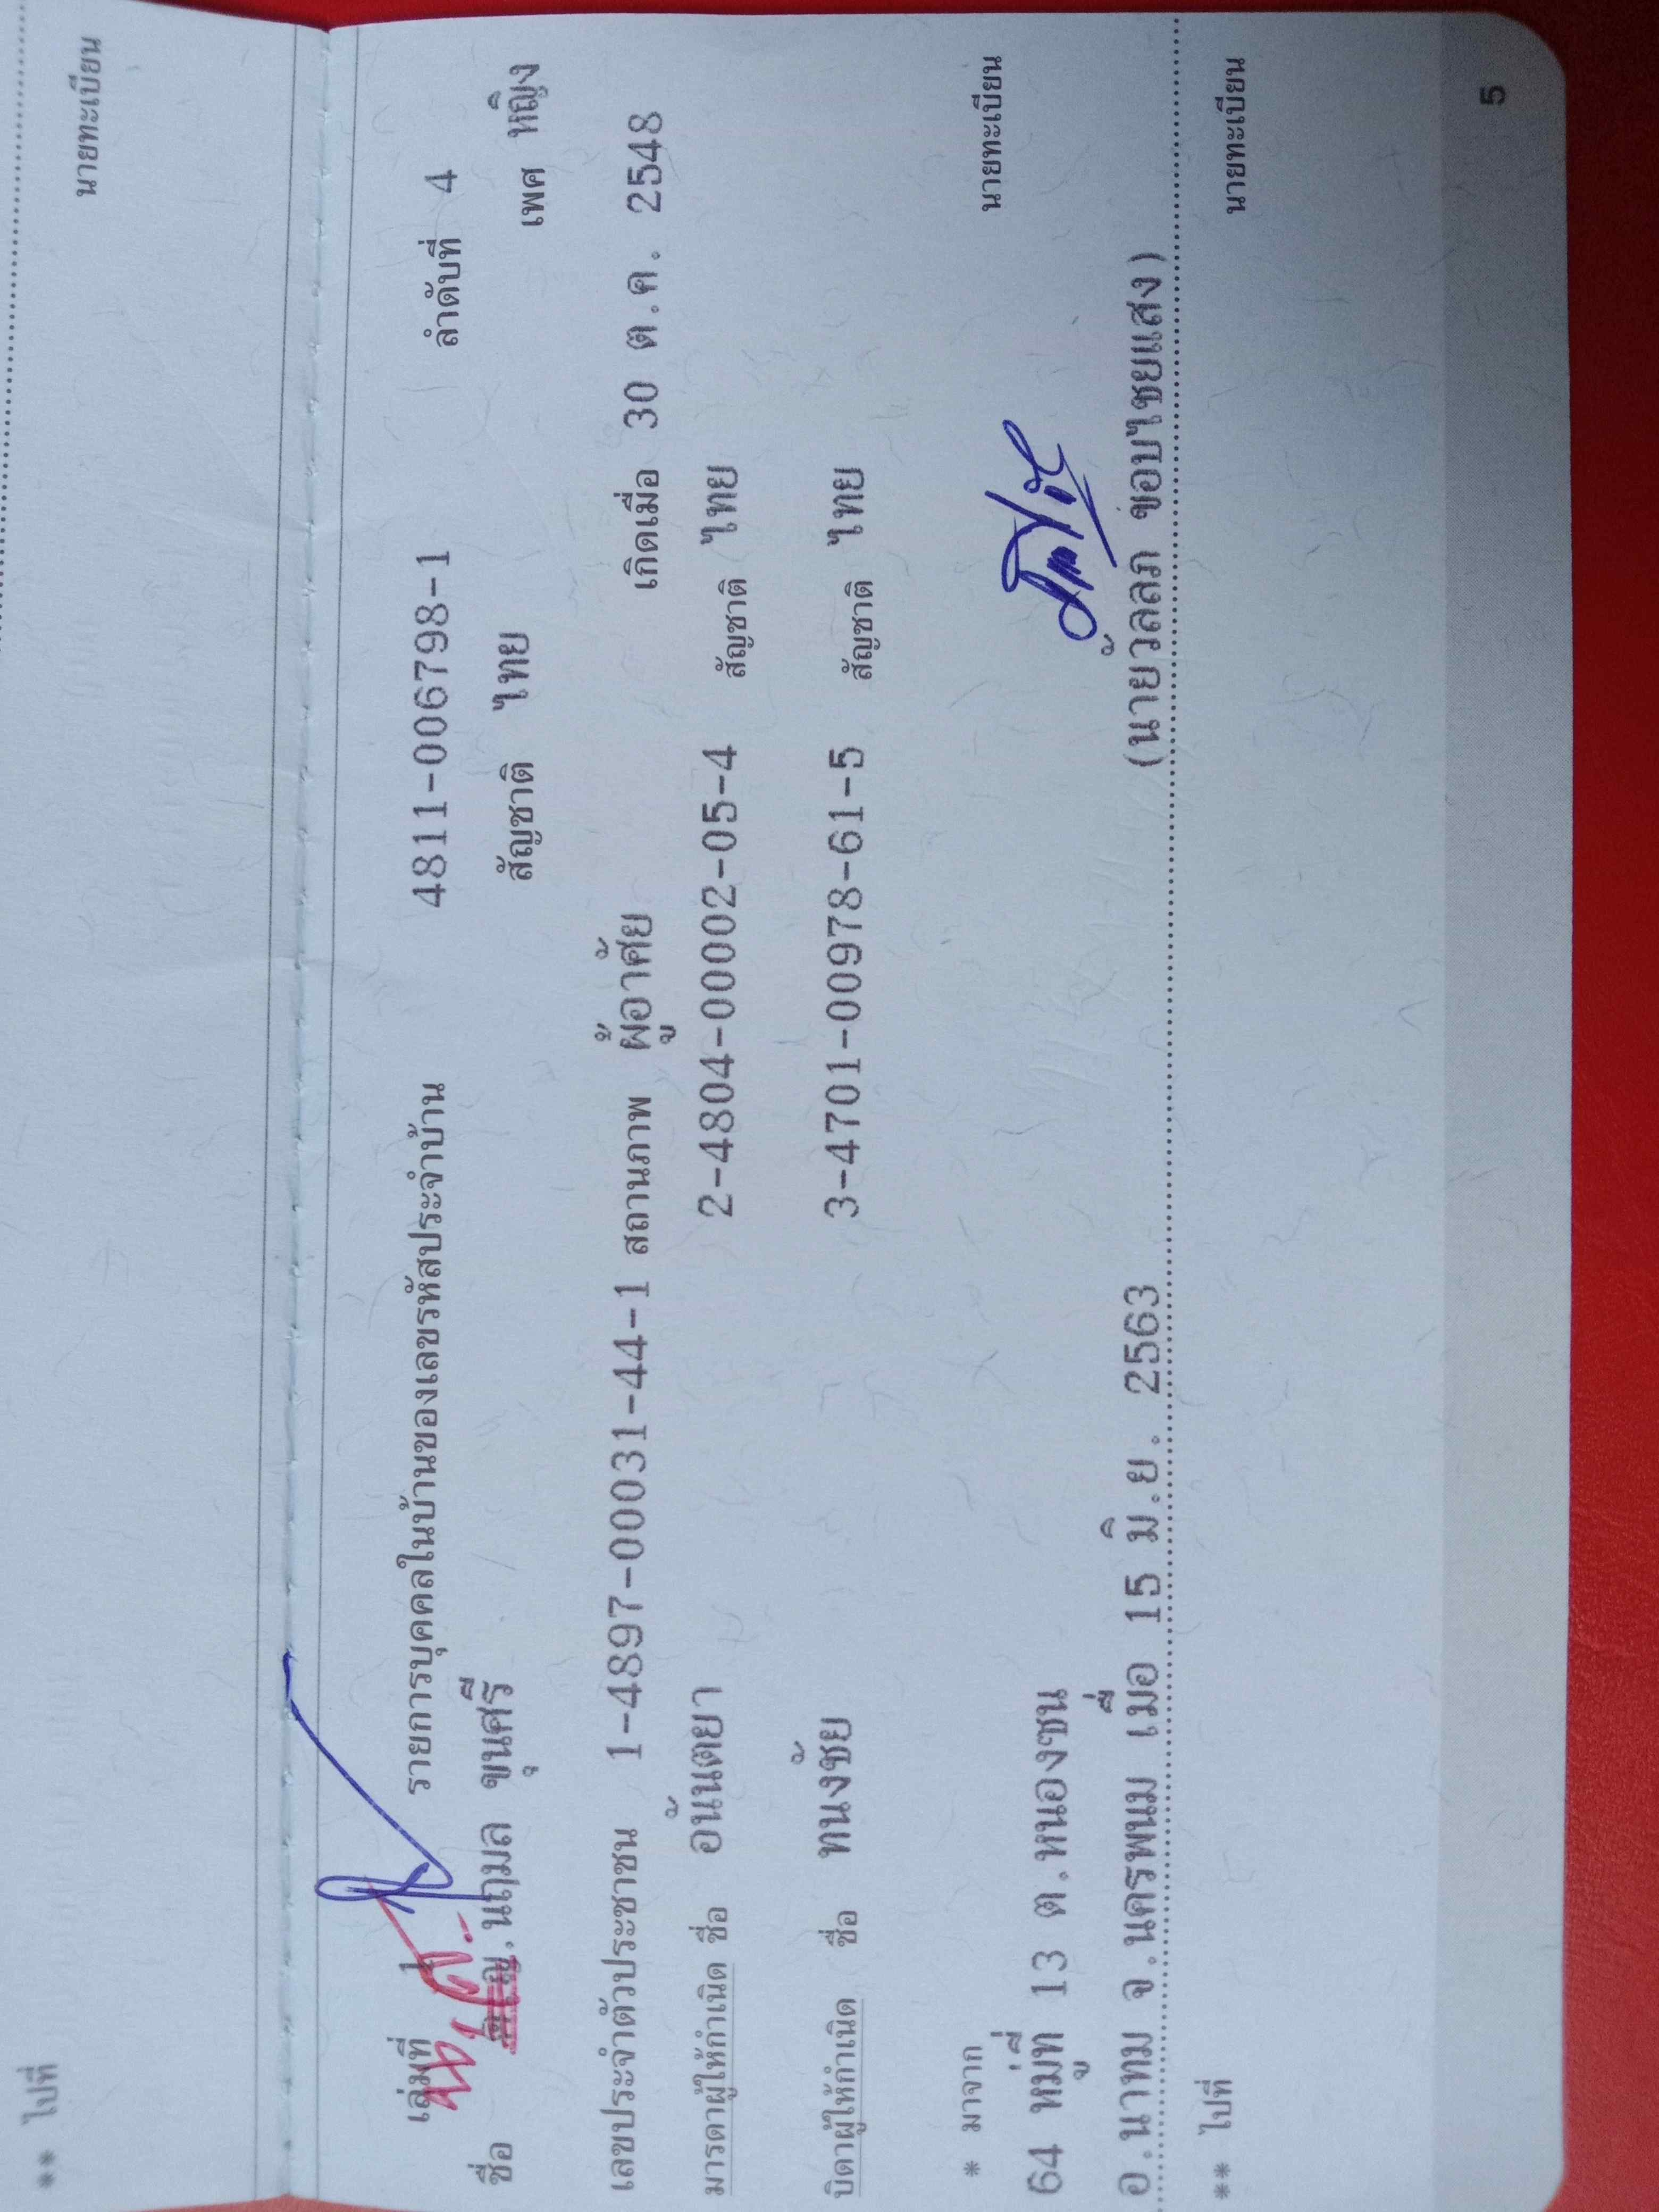 นายทะเบียน
** ไปที่
เล่มที่ 1 รายการบุคคลในบ้านของเลขรหัสประจำบ้าน 4811-006798-1 ลำดับที่ 4
น.ส.
ชื่อ ด.ญ.นฤมล ขุนศรี สัญชาติ ไทย เพศ หญิง
เลขประจำตัวประชาชน 1-4897-00031-44-1 สถานภาพ ผู้อาศัย เกิดเมื่อ 30 ต.ค. 2548
มารดาผู้ให้กำเนิด ชื่อ อันตยา 2-4804-00002-05-4 สัญชาติ ไทย
บิดาผู้ให้กำเนิด ชื่อ ทนงชัย 3-4701-00978-61-5 สัญชาติ ไทย
* มาจาก นายทะเบียน
64 หมู่ที่ 13 ต.หนองซน
อ.นาทม จ.นครพนม เมื่อ 15 มิ.ย. 2563 (นายวัลลภ ขอบไชยแสง)
** ไปที่ นายทะเบียน
5